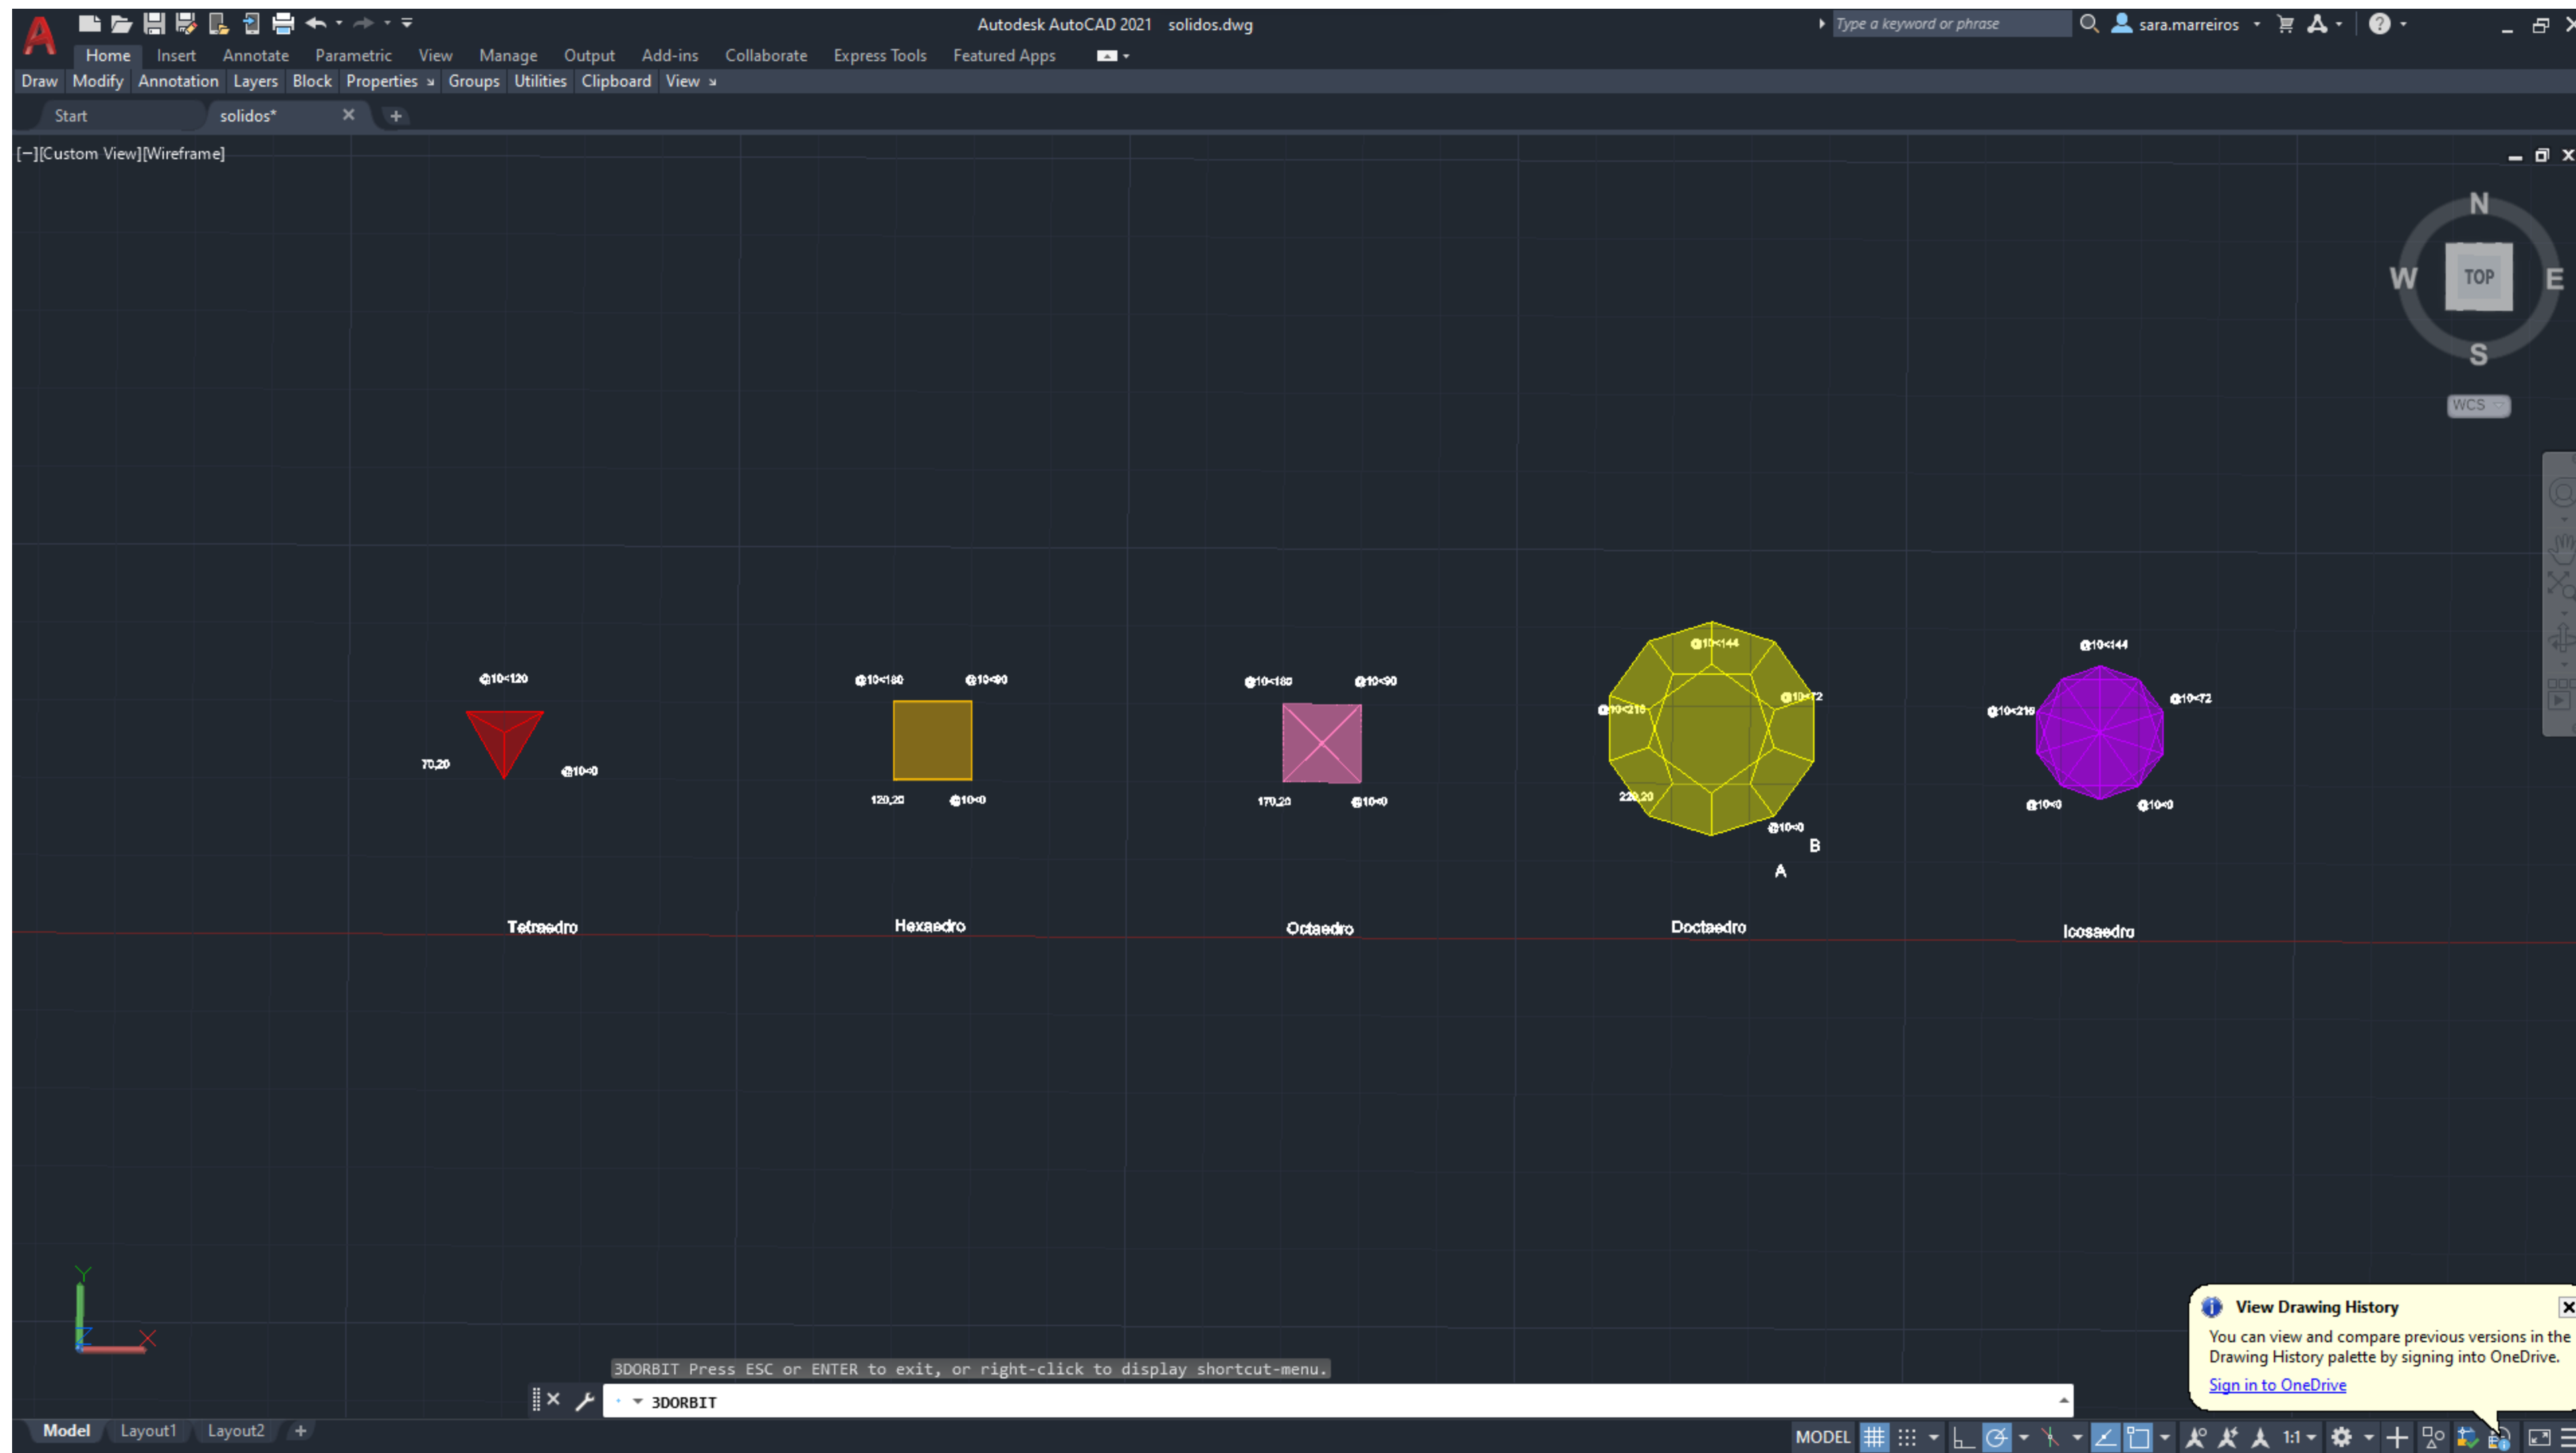 Autodesk AutoCAD 2021 solidos.dwg
Type a keyword or phrase
sara.marreiros
Home Insert Annotate Parametric View Manage Output Add-ins Collaborate Express Tools Featured Apps
Draw Modify Annotation Layers Block Properties Groups Utilities Clipboard View
Start solidos*
[−][Custom View][Wireframe]
N
W TOP E
S
WCS
@10<144 @10<144
@10<120 @10<180 @10<90 @10<180 @10<90 @10<72 @10<72
@10<216 @10<216
70,20 @10<0
120,20 @10<0 170,20 @10<0 220,20 @10<0 @10<0
@10<0
B
A
Tetraedro Hexaedro Octaedro Doctaedro Icosaedro
Y
Z X
View Drawing History
You can view and compare previous versions in the
Drawing History palette by signing into OneDrive.
Sign in to OneDrive
3DORBIT Press ESC or ENTER to exit, or right-click to display shortcut-menu.
3DORBIT
Model Layout1 Layout2
MODEL 1:1